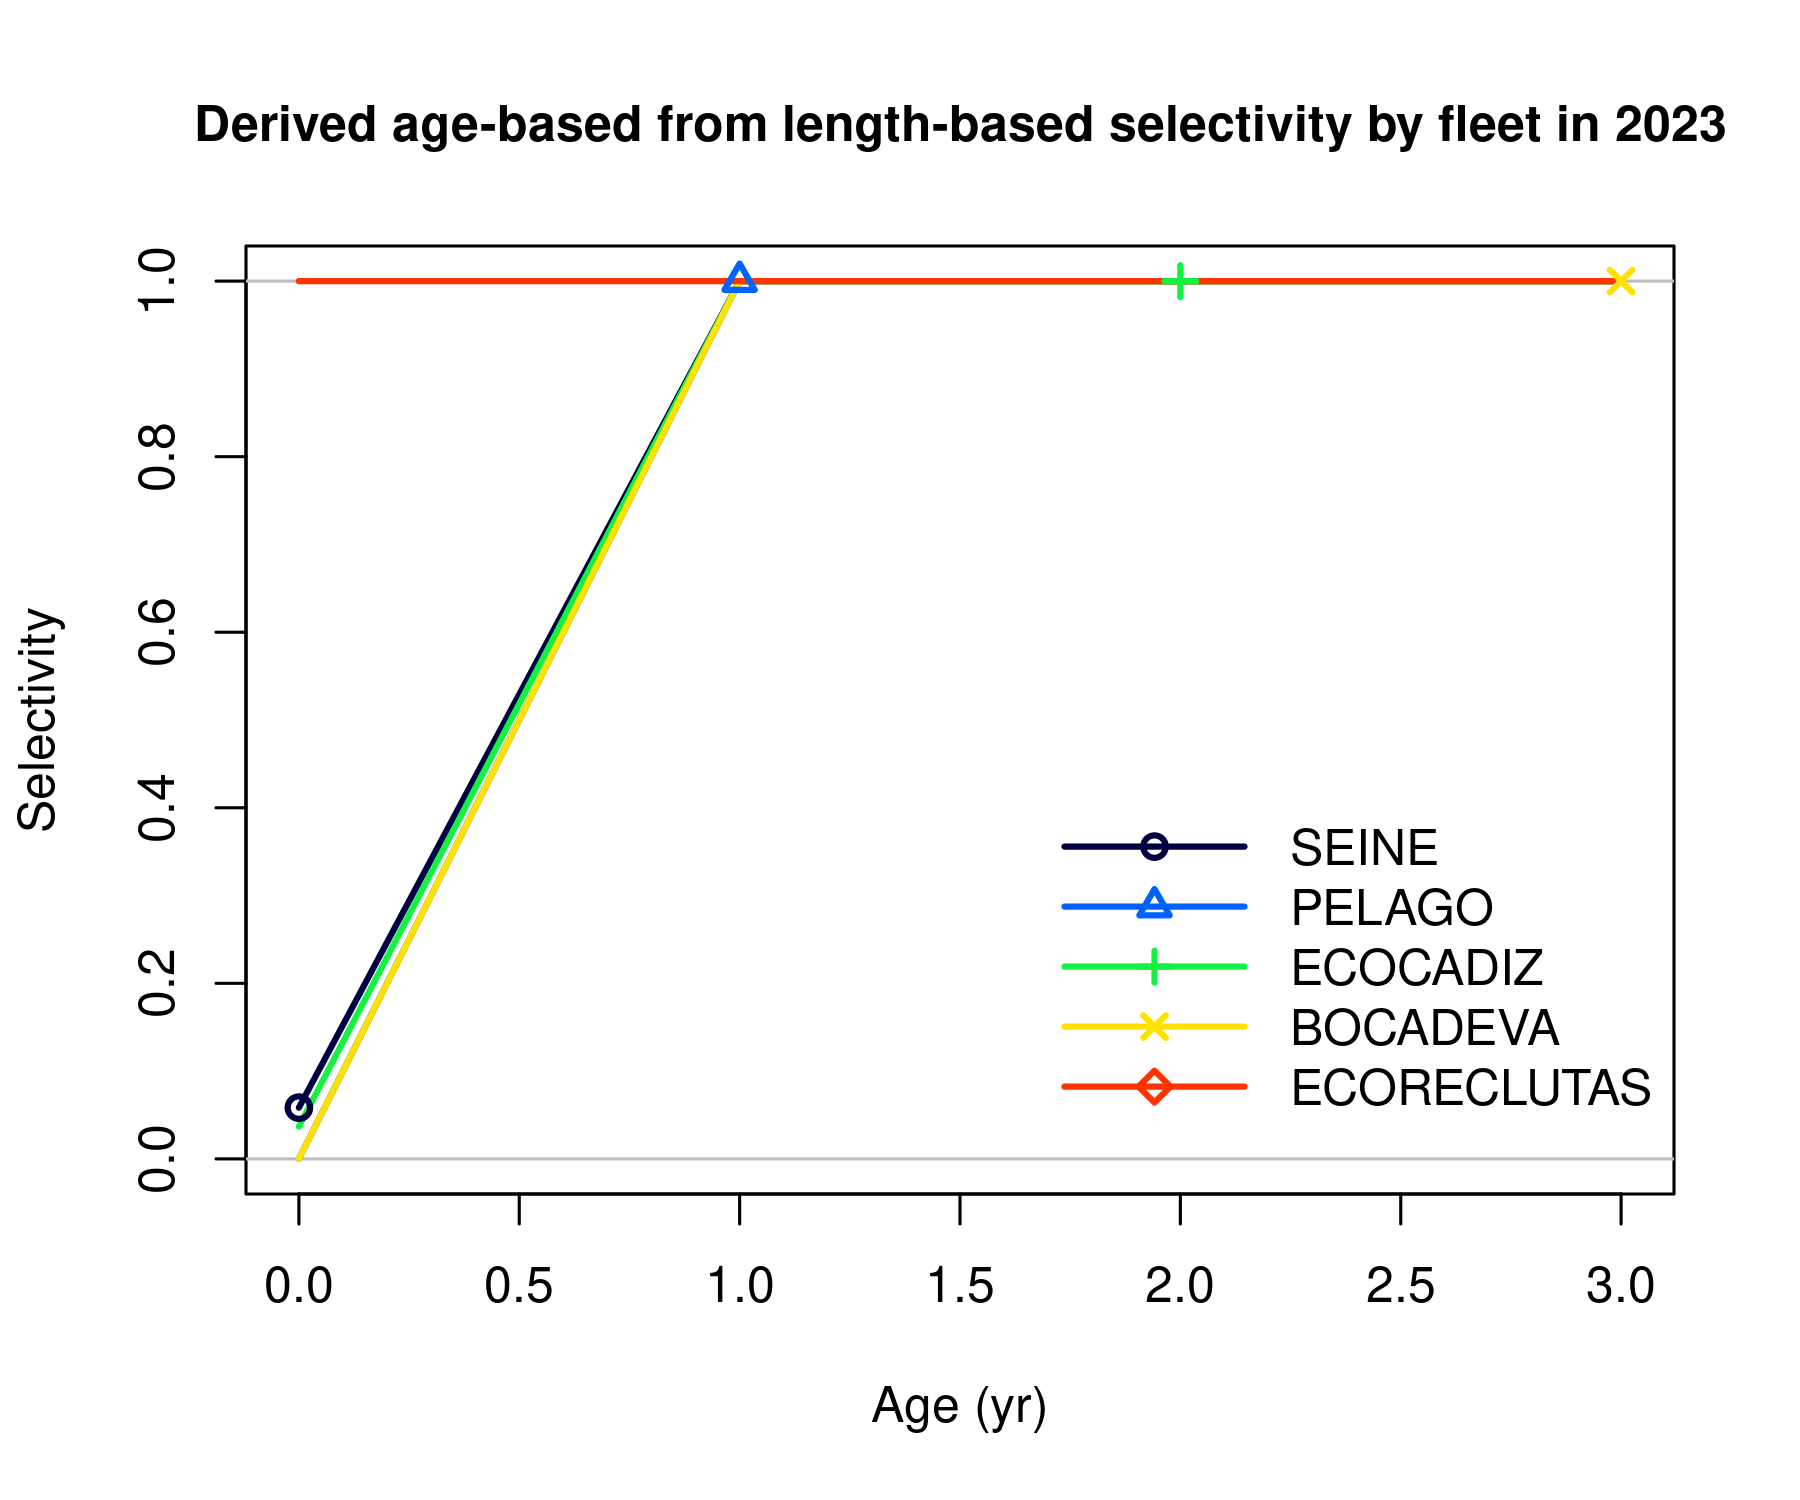 Derived age-based from length-based selectivity by fleet in 2023
Selectivity
1.0
0.8
0.6
0.4
0.2
0.0
SEINE
PELAGO
ECOCADIZ
BOCADEVA
ECORECLUTAS
0.0 0.5 1.0 1.5 2.0 2.5 3.0
Age (yr)